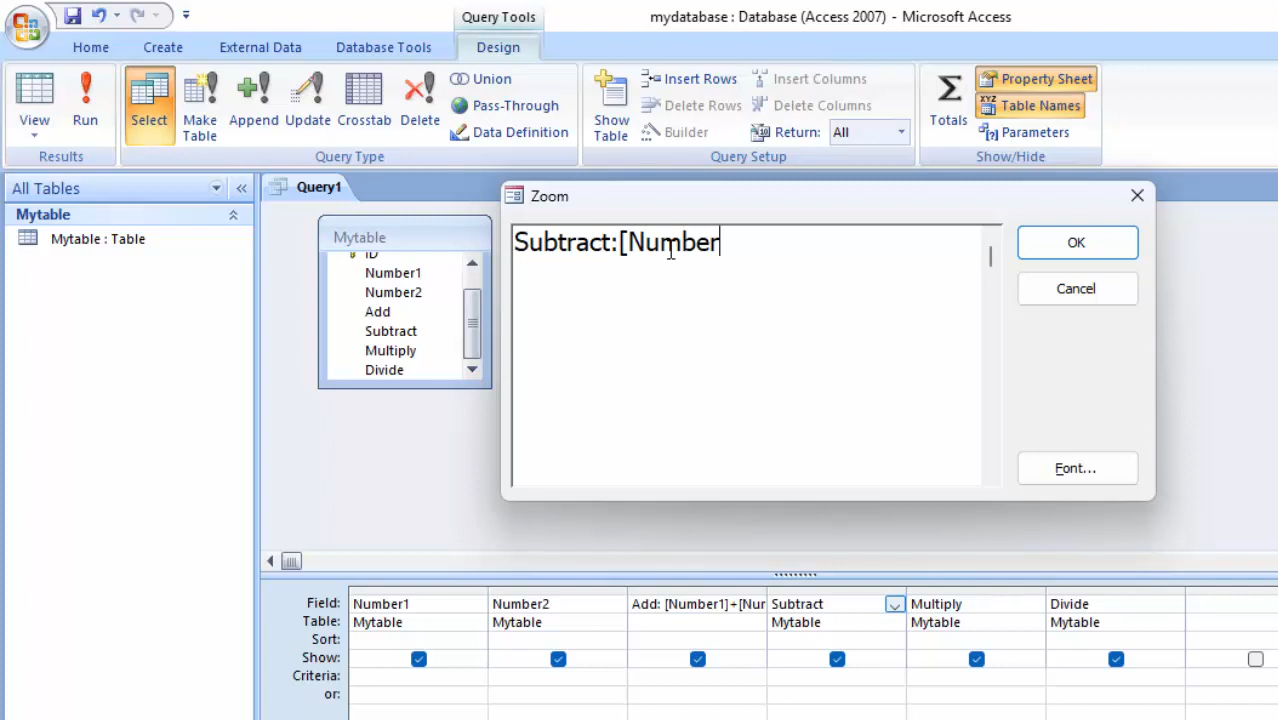 Query Tools
mydatabase : Database (Access 2007) - Microsoft Access
Home
Create
External Data
Database Tools
Design
View
Run
Select
Make Table
Append
Update
Crosstab
Delete
Union
Pass-Through
Data Definition
Show Table
Insert Rows
Delete Rows
Builder
Insert Columns
Delete Columns
Return: All
Totals
Property Sheet
Table Names
Parameters
Results
Query Type
Query Setup
Show/Hide
All Tables
Mytable
Mytable : Table
Query1
Mytable
ID
Number1
Number2
Add
Subtract
Multiply
Divide
Zoom
Subtract:[Number
OK
Cancel
Font...
Field: Number1 Number2 Add: [Number1]+[Nur Subtract Multiply Divide
Table: Mytable Mytable Mytable Mytable Mytable
Sort:
Show:
Criteria:
or: